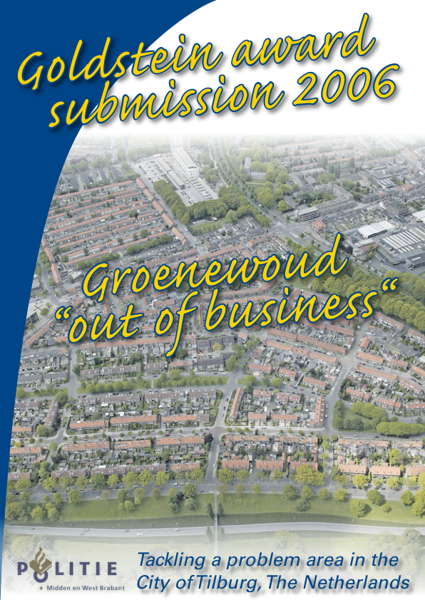 Goldstein award
submission 2006
Groenewoud
“out of business“
POLITIE
Midden en West Brabant
Tackling a problem area in the
City of Tilburg, The Netherlands